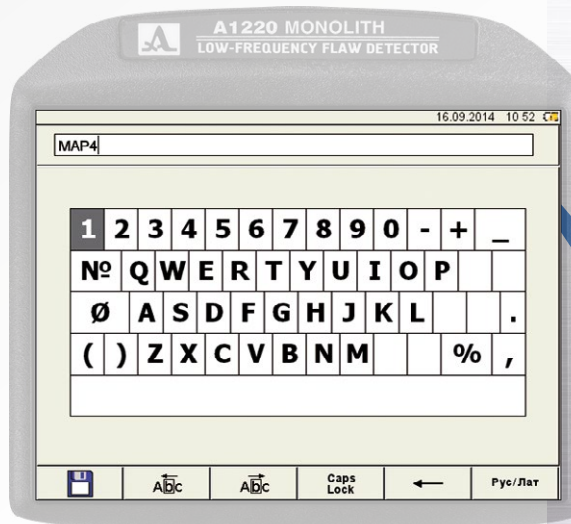 A1220 MONOLITH
LOW-FREQUENCY FLAW DETECTOR
16.09.2014 10 52
MAP4
1 2 3 4 5 6 7 8 9 0 - + _
№ Q W E R T Y U I O P
Ø A S D F G H J K L .
( ) Z X C V B N M % ,
Abc Abc Caps Lock ← Рус/Лат